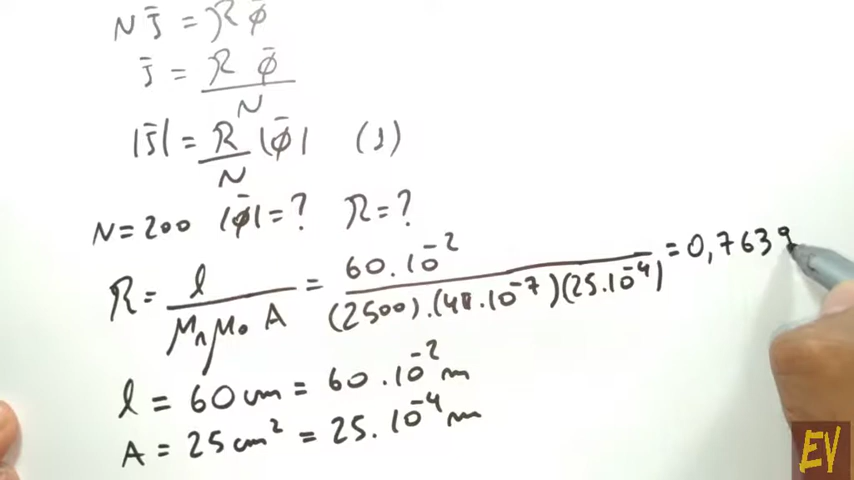 N J̄ = ℛ φ̄
J̄ = ℛ φ̄ / N
|J̄| = ℛ / N |φ̄| (1)
N = 200 |φ̄| = ? ℛ = ?
ℛ = l / μr μ0 A = 60.10^-2 / (2500).(4π.10^-7)(25.10^-4) = 0,7639
l = 60 cm = 60.10^-2 m
A = 25 cm² = 25.10^-4 m
EV